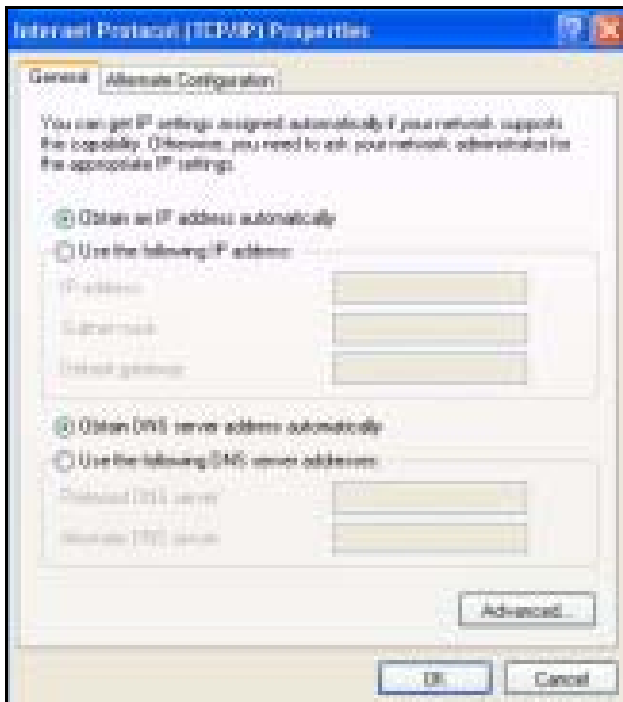 Internet Protocol (TCP/IP) Properties
General
Alternate Configuration
You can get IP settings assigned automatically if your network supports
this capability. Otherwise, you need to ask your network administrator for
the appropriate IP settings.
Obtain an IP address automatically
Use the following IP address:
IP address:
Subnet mask:
Default gateway:
Obtain DNS server address automatically
Use the following DNS server addresses:
Preferred DNS server:
Alternate DNS server:
Advanced...
OK
Cancel